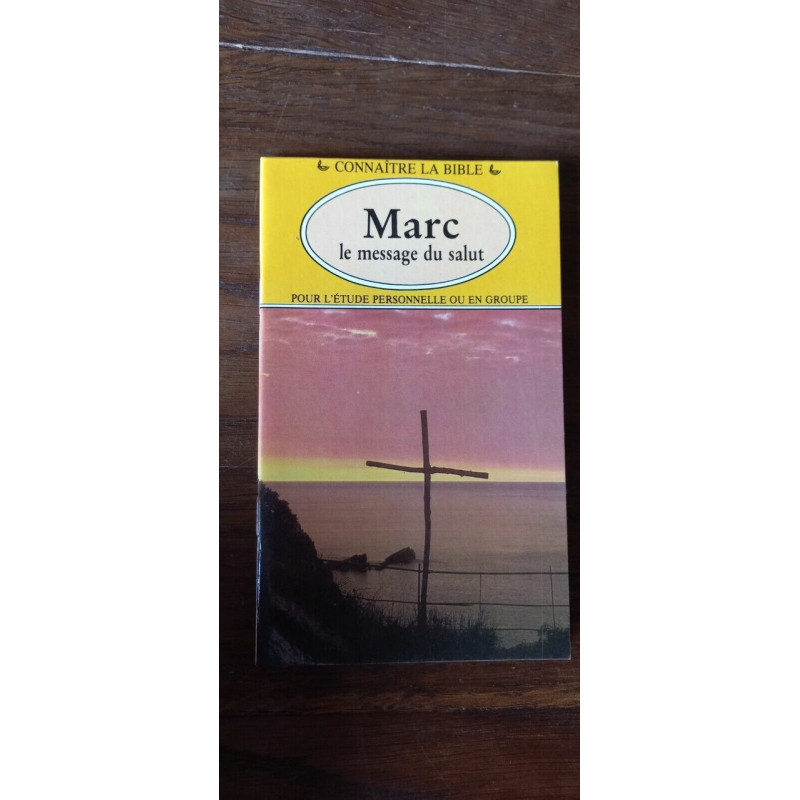 CONNAÎTRE LA BIBLE
Marc
le message du salut
POUR L'ÉTUDE PERSONNELLE OU EN GROUPE